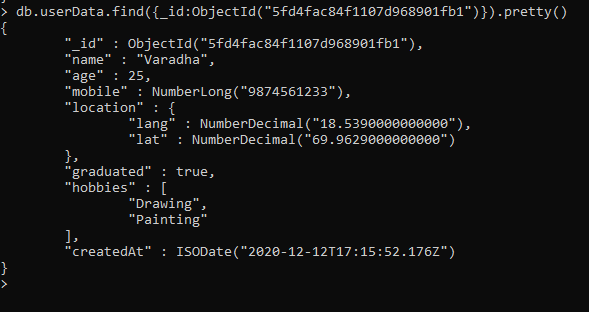 > db.userData.find({_id:ObjectId("5fd4fac84f1107d968901fb1")}).pretty()
{
        "_id" : ObjectId("5fd4fac84f1107d968901fb1"),
        "name" : "Varadha",
        "age" : 25,
        "mobile" : NumberLong("9874561233"),
        "location" : {
                "lang" : NumberDecimal("18.5390000000000"),
                "lat" : NumberDecimal("69.9629000000000")
        },
        "graduated" : true,
        "hobbies" : [
                "Drawing",
                "Painting"
        ],
        "createdAt" : ISODate("2020-12-12T17:15:52.176Z")
}
>